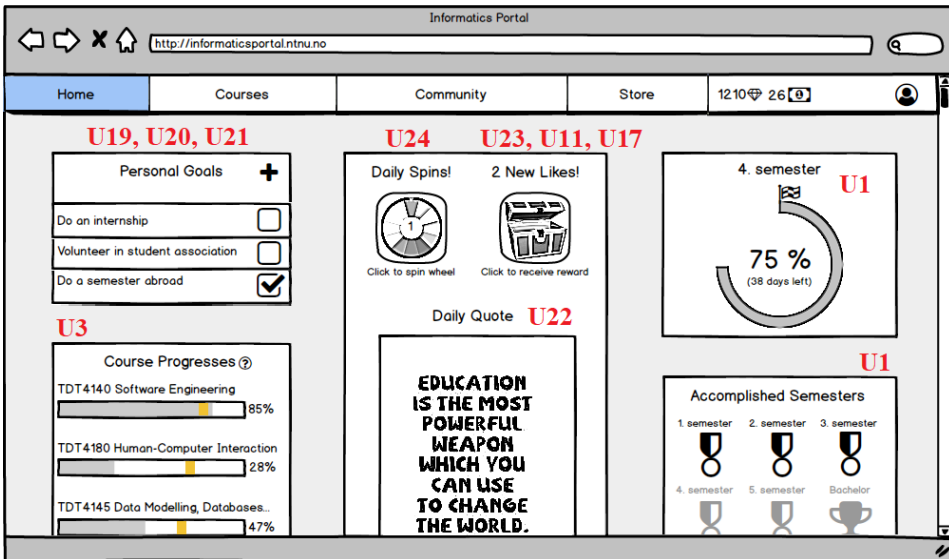 Informatics Portal
http://informaticsportal.ntnu.no
Home
Courses
Community
Store
1210 26
U19, U20, U21
Personal Goals
Do an internship
Volunteer in student association
Do a semester abroad
U3
Course Progresses ?
TDT4140 Software Engineering
85%
TDT4180 Human-Computer Interaction
28%
TDT4145 Data Modelling, Databases...
47%
U24
U23, U11, U17
Daily Spins!
2 New Likes!
1
Click to spin wheel
Click to receive reward
Daily Quote
U22
EDUCATION
IS THE MOST
POWERFUL
WEAPON
WHICH YOU
CAN USE
TO CHANGE
THE WORLD.
4. semester
U1
75 %
(38 days left)
U1
Accomplished Semesters
1. semester 2. semester 3. semester
4. semester 5. semester Bachelor